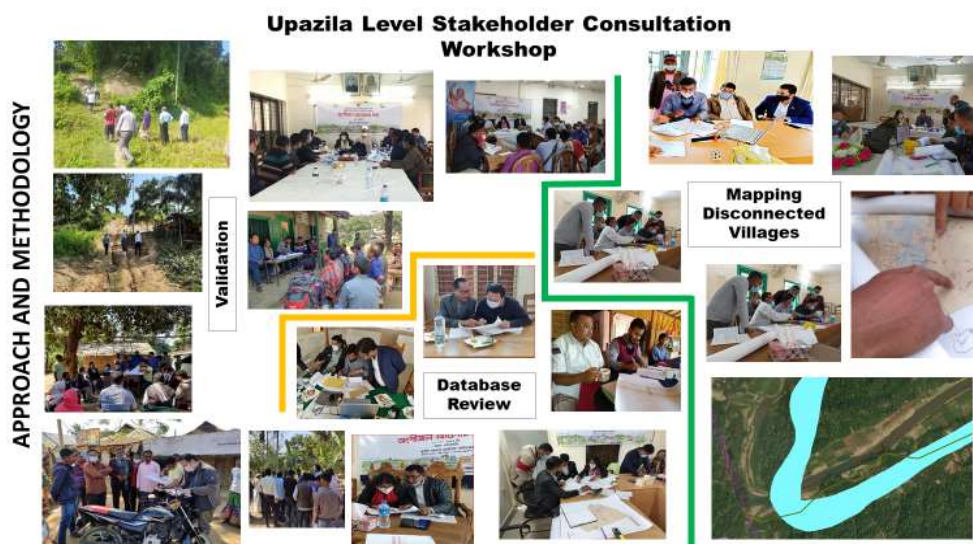 Upazila Level Stakeholder Consultation
Workshop
APPROACH AND METHODOLOGY
Validation
Mapping
Disconnected
Villages
Database
Review